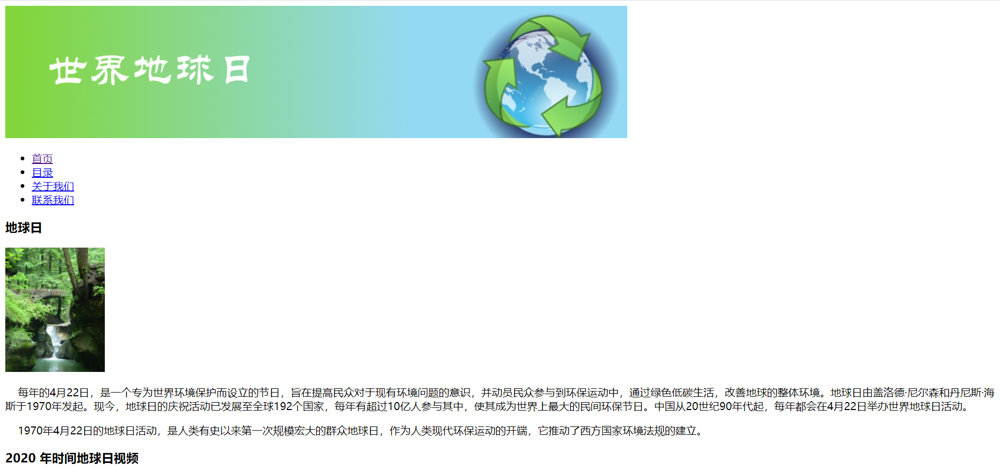 世界地球日
首页
目录
关于我们
联系我们
地球日
每年的4月22日，是一个专为世界环境保护而设立的节日，旨在提高民众对于现有环境问题的意识，并动员民众参与到环保运动中，通过绿色低碳生活，改善地球的整体环境。地球日由盖洛德·尼尔森和丹尼斯·海
斯于1970年发起。现今，地球日的庆祝活动已发展至全球192个国家，每年有超过10亿人参与其中，使其成为世界上最大的民间环保节日。中国从20世纪90年代起，每年都会在4月22日举办世界地球日活动。
1970年4月22日的地球日活动，是人类有史以来第一次规模宏大的群众地球日，作为人类现代环保运动的开端，它推动了西方国家环境法规的建立。
2020 年时间地球日视频